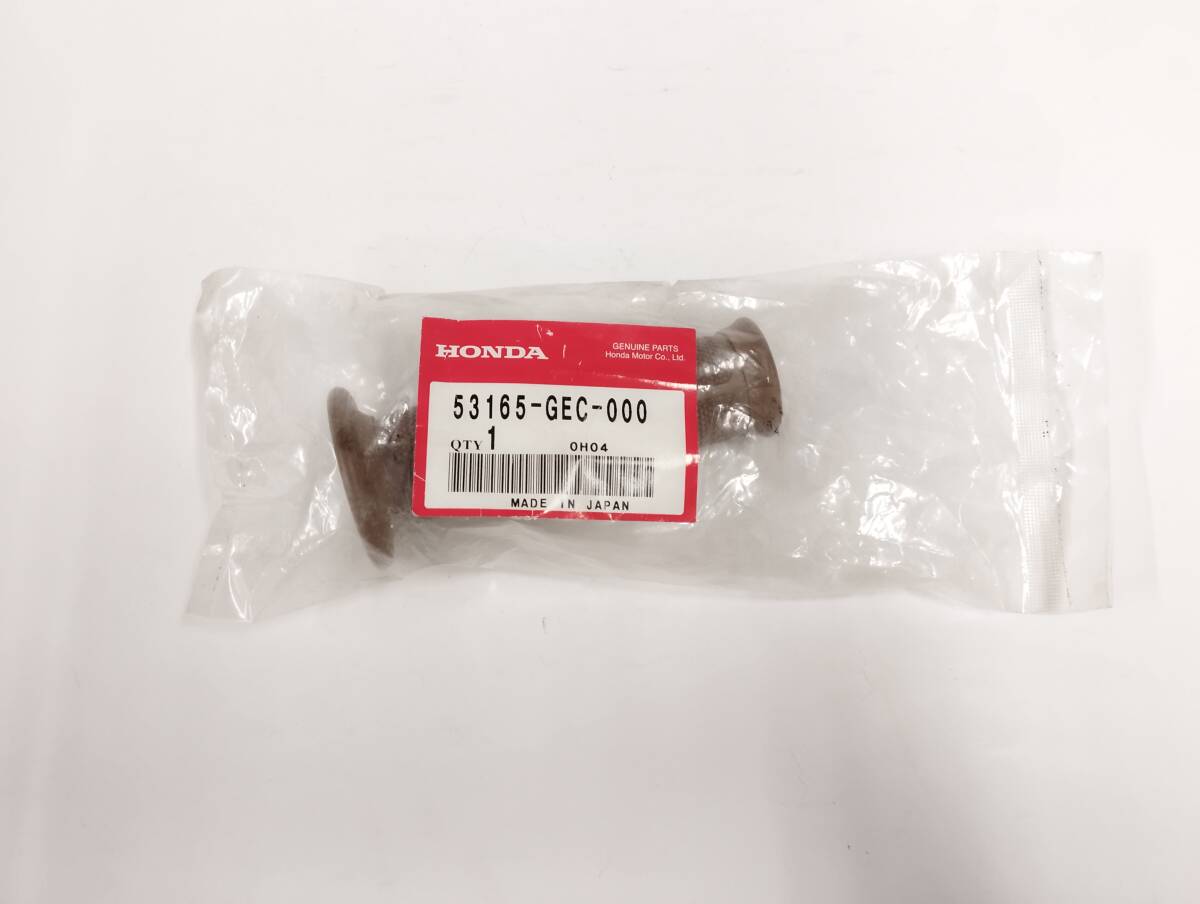 HONDA
GENUINE PARTS
Honda Motor Co., Ltd.
53165-GEC-000
QTY 1 0H04
MADE IN JAPAN